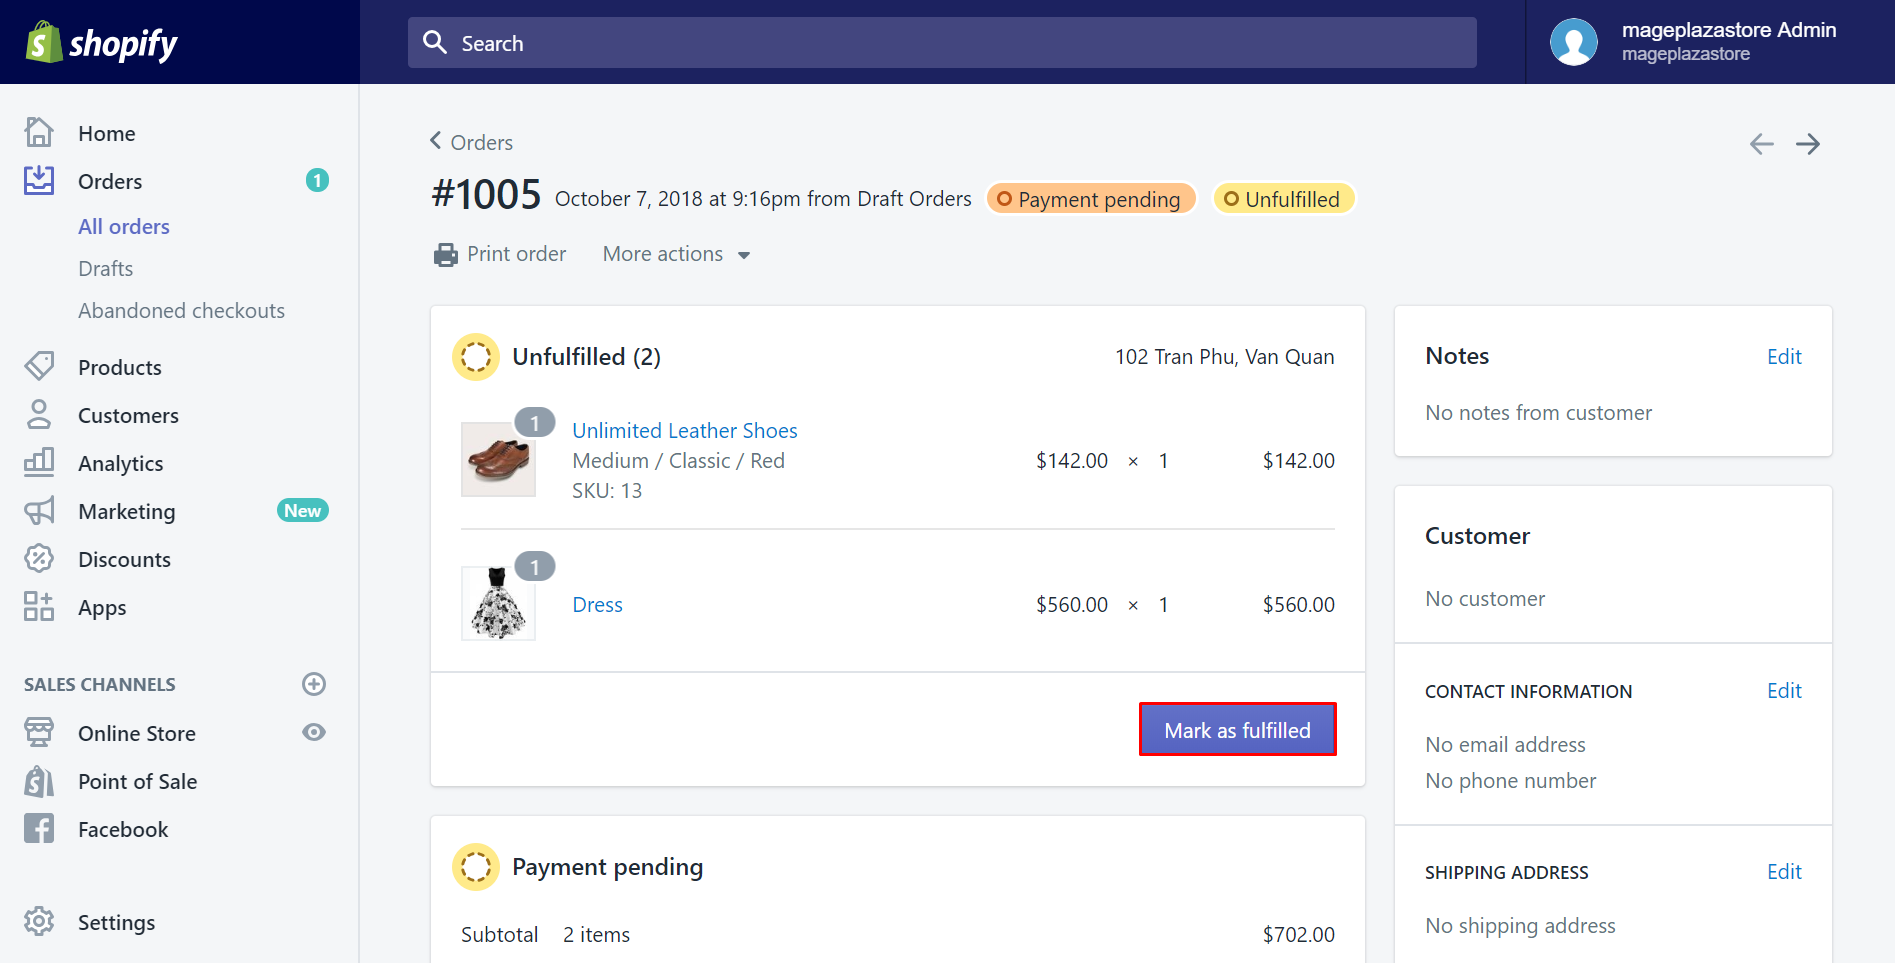 shopify
Search
mageplazastore Admin
mageplazastore
Home
Orders 1
All orders
Drafts
Abandoned checkouts
Products
Customers
Analytics
Marketing New
Discounts
Apps
SALES CHANNELS
Online Store
Point of Sale
Facebook
Settings
Orders
#1005 October 7, 2018 at 9:16pm from Draft Orders Payment pending Unfulfilled
Print order More actions
Unfulfilled (2) 102 Tran Phu, Van Quan
1
Unlimited Leather Shoes
Medium / Classic / Red $142.00 × 1 $142.00
SKU: 13
1
Dress $560.00 × 1 $560.00
Mark as fulfilled
Payment pending
Subtotal 2 items $702.00
Notes Edit
No notes from customer
Customer
No customer
CONTACT INFORMATION Edit
No email address
No phone number
SHIPPING ADDRESS Edit
No shipping address